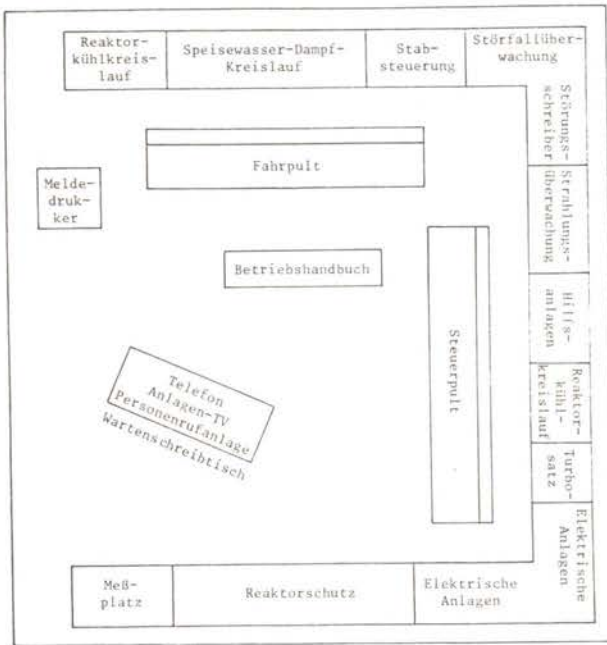 Reaktor-
kühlkreis-
lauf
Speisewasser-Dampf-
Kreislauf
Stab-
steuerung
Störfallüber-
wachung
Störungs-
schreiber
Strahlungs-
überwachung
Hilfs-
anlagen
Reaktor-
kühl-
kreislauf
Turbo-
satz
Elektrische
Anlagen
Fahrpult
Melde-
druk-
ker
Betriebshandbuch
Steuerpult
Telefon
Anlagen-TV
Personenrufanlage
Wartenschreibtisch
Meß-
platz
Reaktorschutz
Elektrische
Anlagen